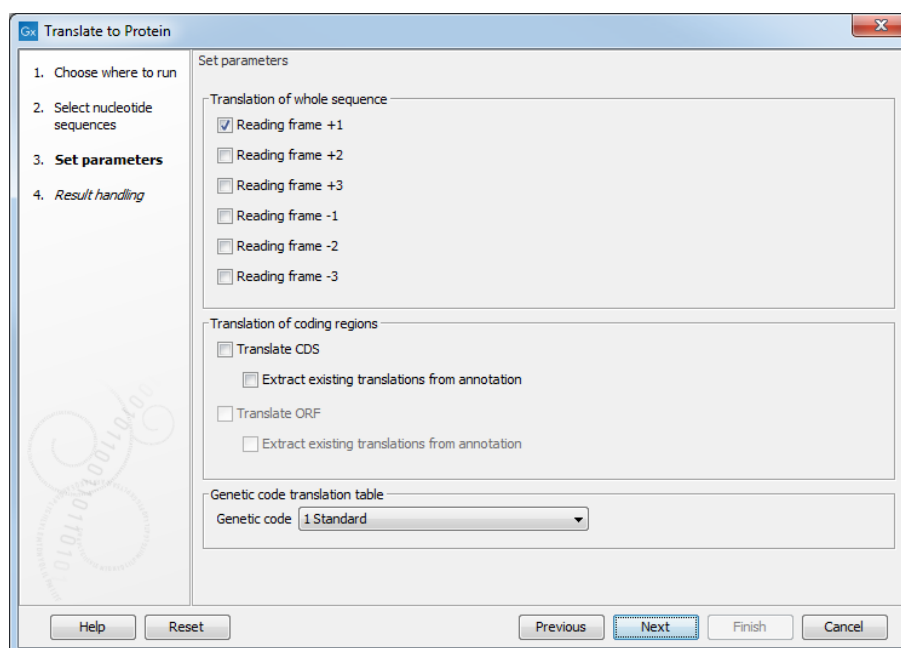 Gx Translate to Protein
X
1. Choose where to run
2. Select nucleotide
sequences
3. Set parameters
4. Result handling
Set parameters
Translation of whole sequence
Reading frame +1
Reading frame +2
Reading frame +3
Reading frame -1
Reading frame -2
Reading frame -3
Translation of coding regions
Translate CDS
Extract existing translations from annotation
Translate ORF
Extract existing translations from annotation
Genetic code translation table
Genetic code 1 Standard
Help Reset Previous Next Finish Cancel